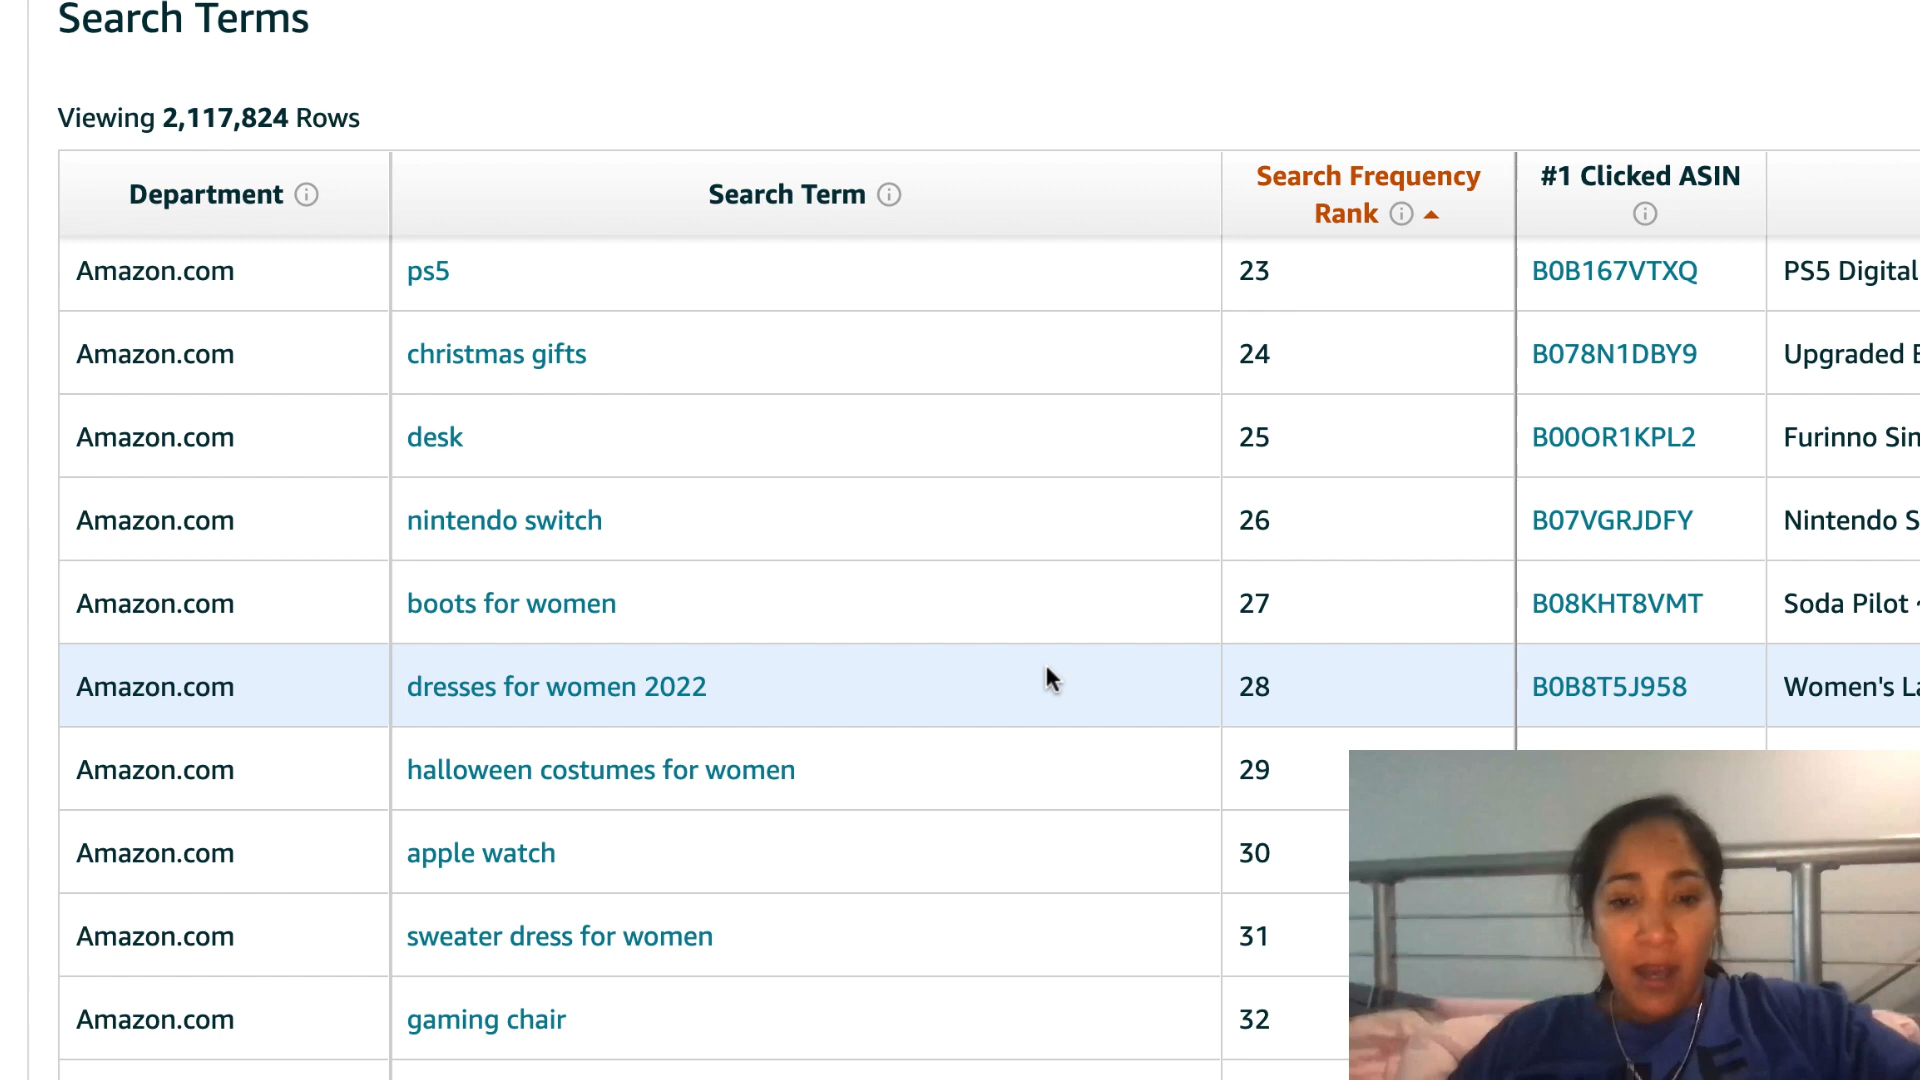 Search Terms
Viewing 2,117,824 Rows
Department Search Term Search Frequency Rank #1 Clicked ASIN
Amazon.com ps5 23 B0B167VTXQ PS5 Digital
Amazon.com christmas gifts 24 B078N1DBY9 Upgraded
Amazon.com desk 25 B00OR1KPL2 Furinno
Amazon.com nintendo switch 26 B07VGRJDFY Nintendo S
Amazon.com boots for women 27 B08KHT8VMT Soda Pilot
Amazon.com dresses for women 2022 28 B0B8T5J958 Women's La
Amazon.com halloween costumes for women 29
Amazon.com apple watch 30
Amazon.com sweater dress for women 31
Amazon.com gaming chair 32